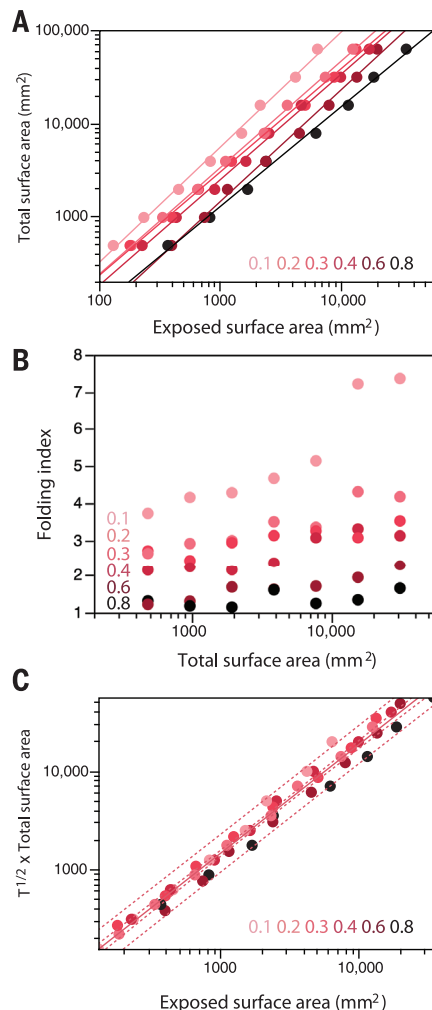 A
100,000
10,000
1000
Total surface area (mm2)
0.1 0.2 0.3 0.4 0.6 0.8
100
1000
10,000
Exposed surface area (mm2)
B
8
7
6
5
4
3
2
1
Folding index
0.1
0.2
0.3
0.4
0.6
0.8
1000
10,000
Total surface area (mm2)
C
10,000
1000
T1/2 x Total surface area
0.1 0.2 0.3 0.4 0.6 0.8
1000
10,000
Exposed surface area (mm2)